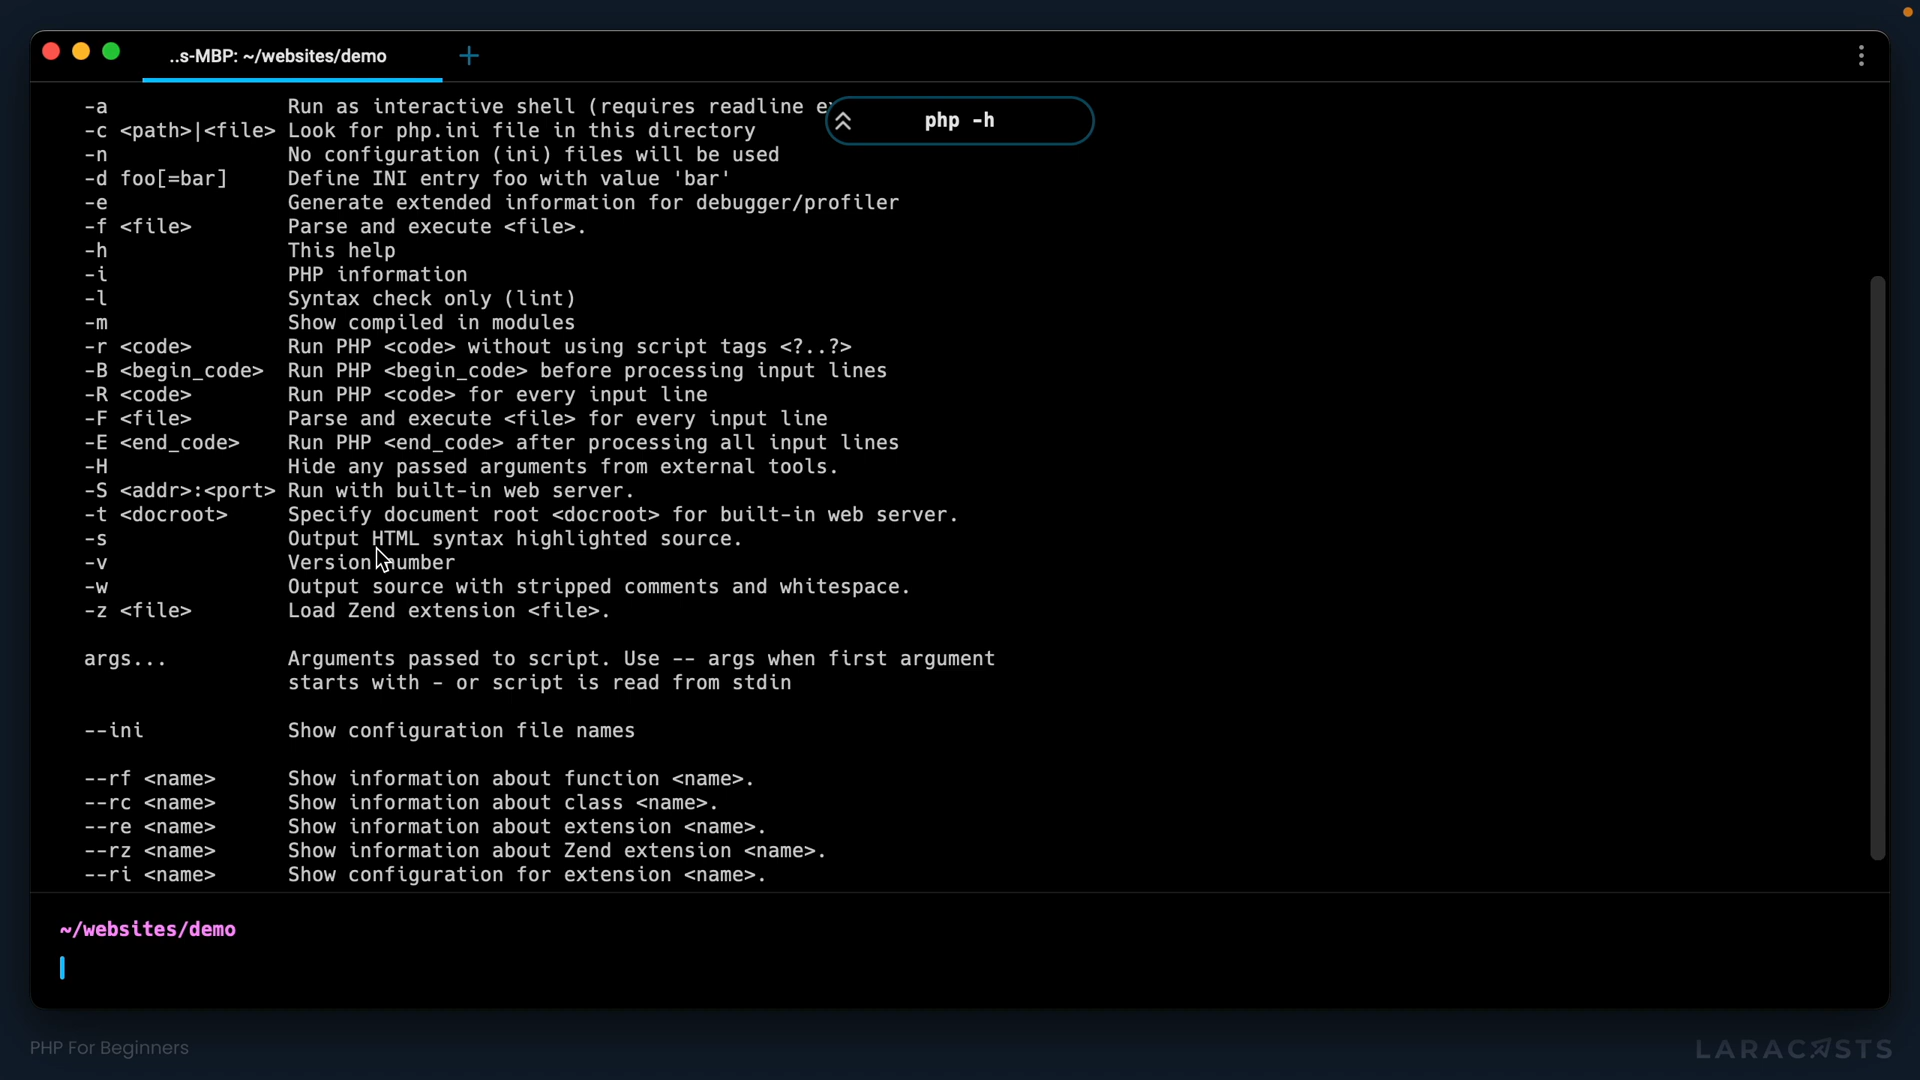 ..s-MBP: ~/websites/demo
+
php -h
-a Run as interactive shell (requires readline
-c <path>|<file> Look for php.ini file in this directory
-n No configuration (ini) files will be used
-d foo[=bar] Define INI entry foo with value 'bar'
-e Generate extended information for debugger/profiler
-f <file> Parse and execute <file>.
-h This help
-i PHP information
-l Syntax check only (lint)
-m Show compiled in modules
-r <code> Run PHP <code> without using script tags <?..?>
-B <begin_code> Run PHP <begin_code> before processing input lines
-R <code> Run PHP <code> for every input line
-F <file> Parse and execute <file> for every input line
-E <end_code> Run PHP <end_code> after processing all input lines
-H Hide any passed arguments from external tools.
-S <addr>:<port> Run with built-in web server.
-t <docroot> Specify document root <docroot> for built-in web server.
-s Output HTML syntax highlighted source.
-v Version number
-w Output source with stripped comments and whitespace.
-z <file> Load Zend extension <file>.
args... Arguments passed to script. Use -- args when first argument
starts with - or script is read from stdin
--ini Show configuration file names
--rf <name> Show information about function <name>.
--rc <name> Show information about class <name>.
--re <name> Show information about extension <name>.
--rz <name> Show information about Zend extension <name>.
--ri <name> Show configuration for extension <name>.
~/websites/demo
PHP For Beginners
LARACASTS